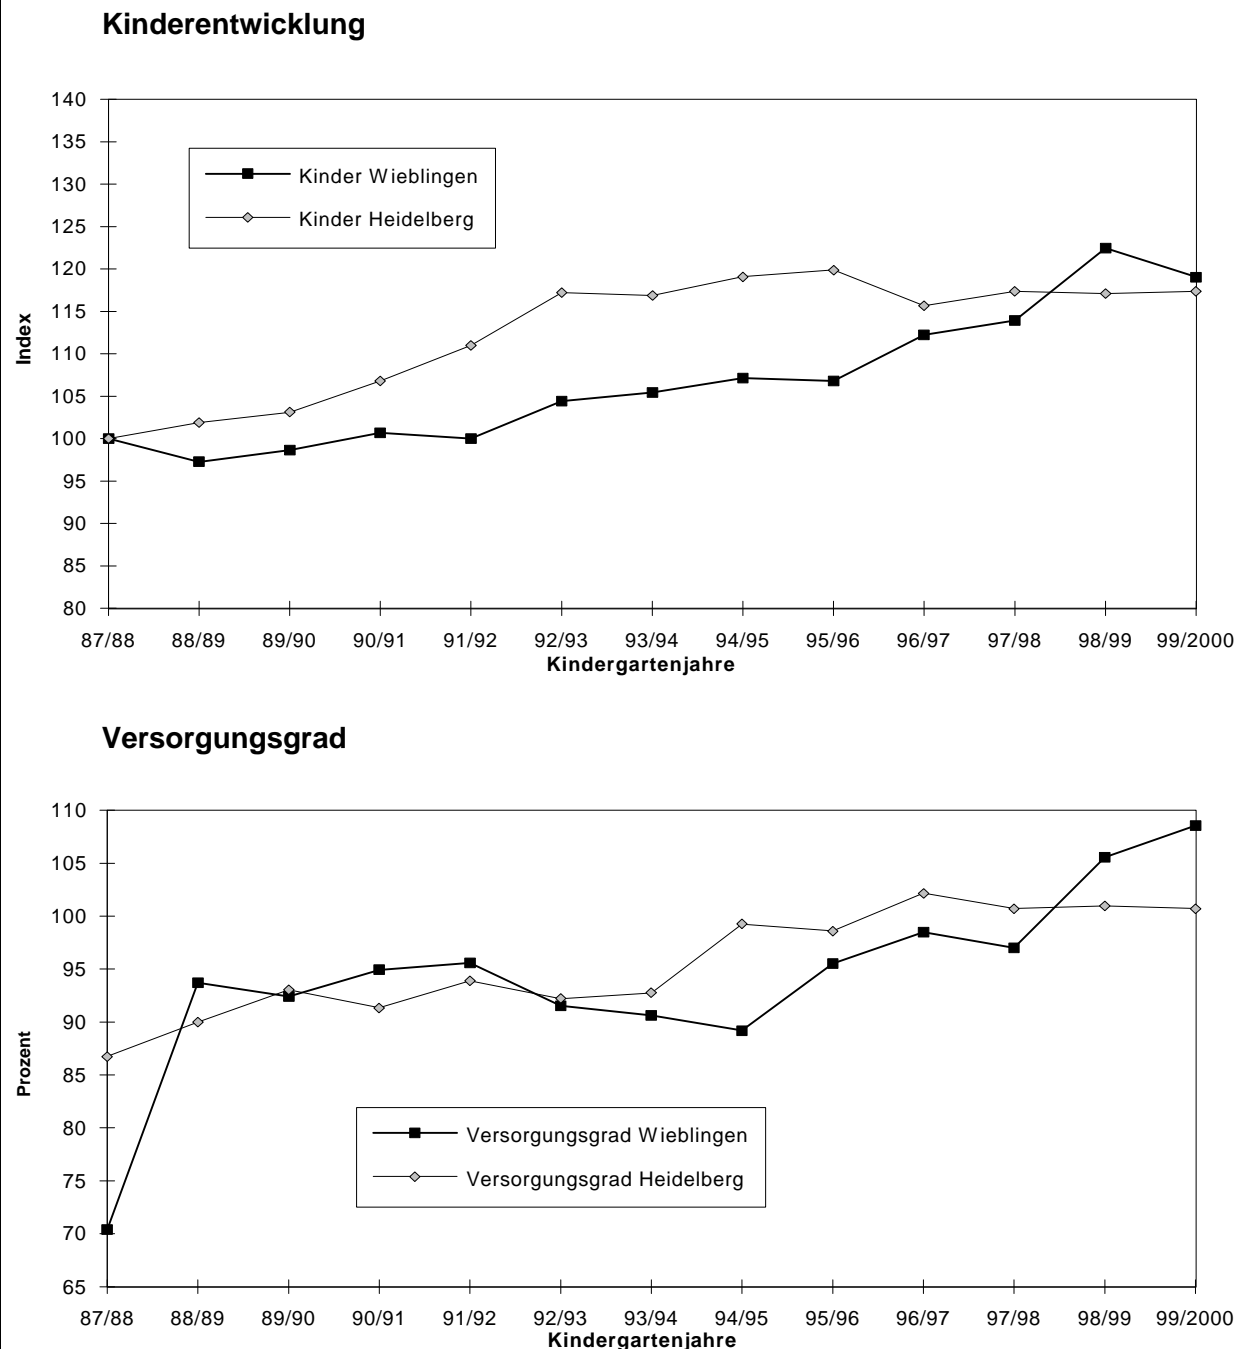 Kinderentwicklung
140
135
130
125
120
115
110
105
100
95
90
85
80
Index
Kinder Wieblingen
Kinder Heidelberg
87/88 88/89 89/90 90/91 91/92 92/93 93/94 94/95 95/96 96/97 97/98 98/99 99/2000
Kindergartenjahre
Versorgungsgrad
110
105
100
95
90
85
80
75
70
65
Prozent
Versorgungsgrad Wieblingen
Versorgungsgrad Heidelberg
87/88 88/89 89/90 90/91 91/92 92/93 93/94 94/95 95/96 96/97 97/98 98/99 99/2000
Kindergartenjahre